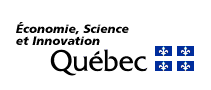 Économie, Science
et Innovation
Québec